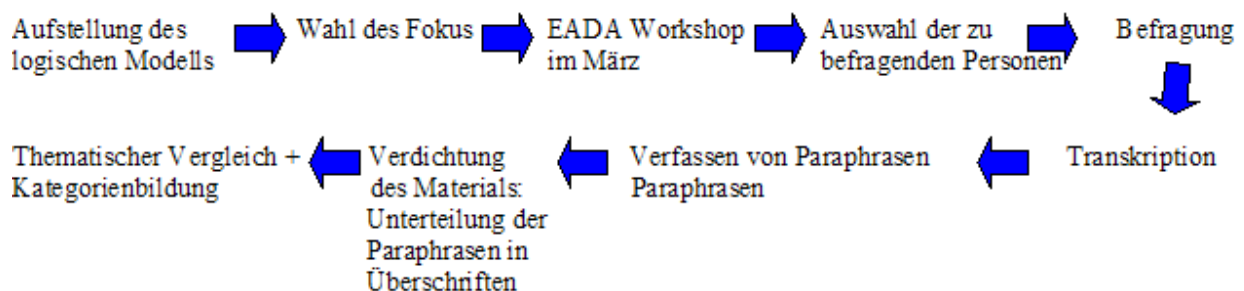 Aufstellung des
logischen Modells
Wahl des Fokus
EADA Workshop
im März
Auswahl der zu
befragenden Personen
Befragung
Transkription
Verfassen von Paraphrasen
Paraphrasen
Verdichtung
des Materials:
Unterteilung der
Paraphrasen in
Überschriften
Thematischer Vergleich +
Kategorienbildung